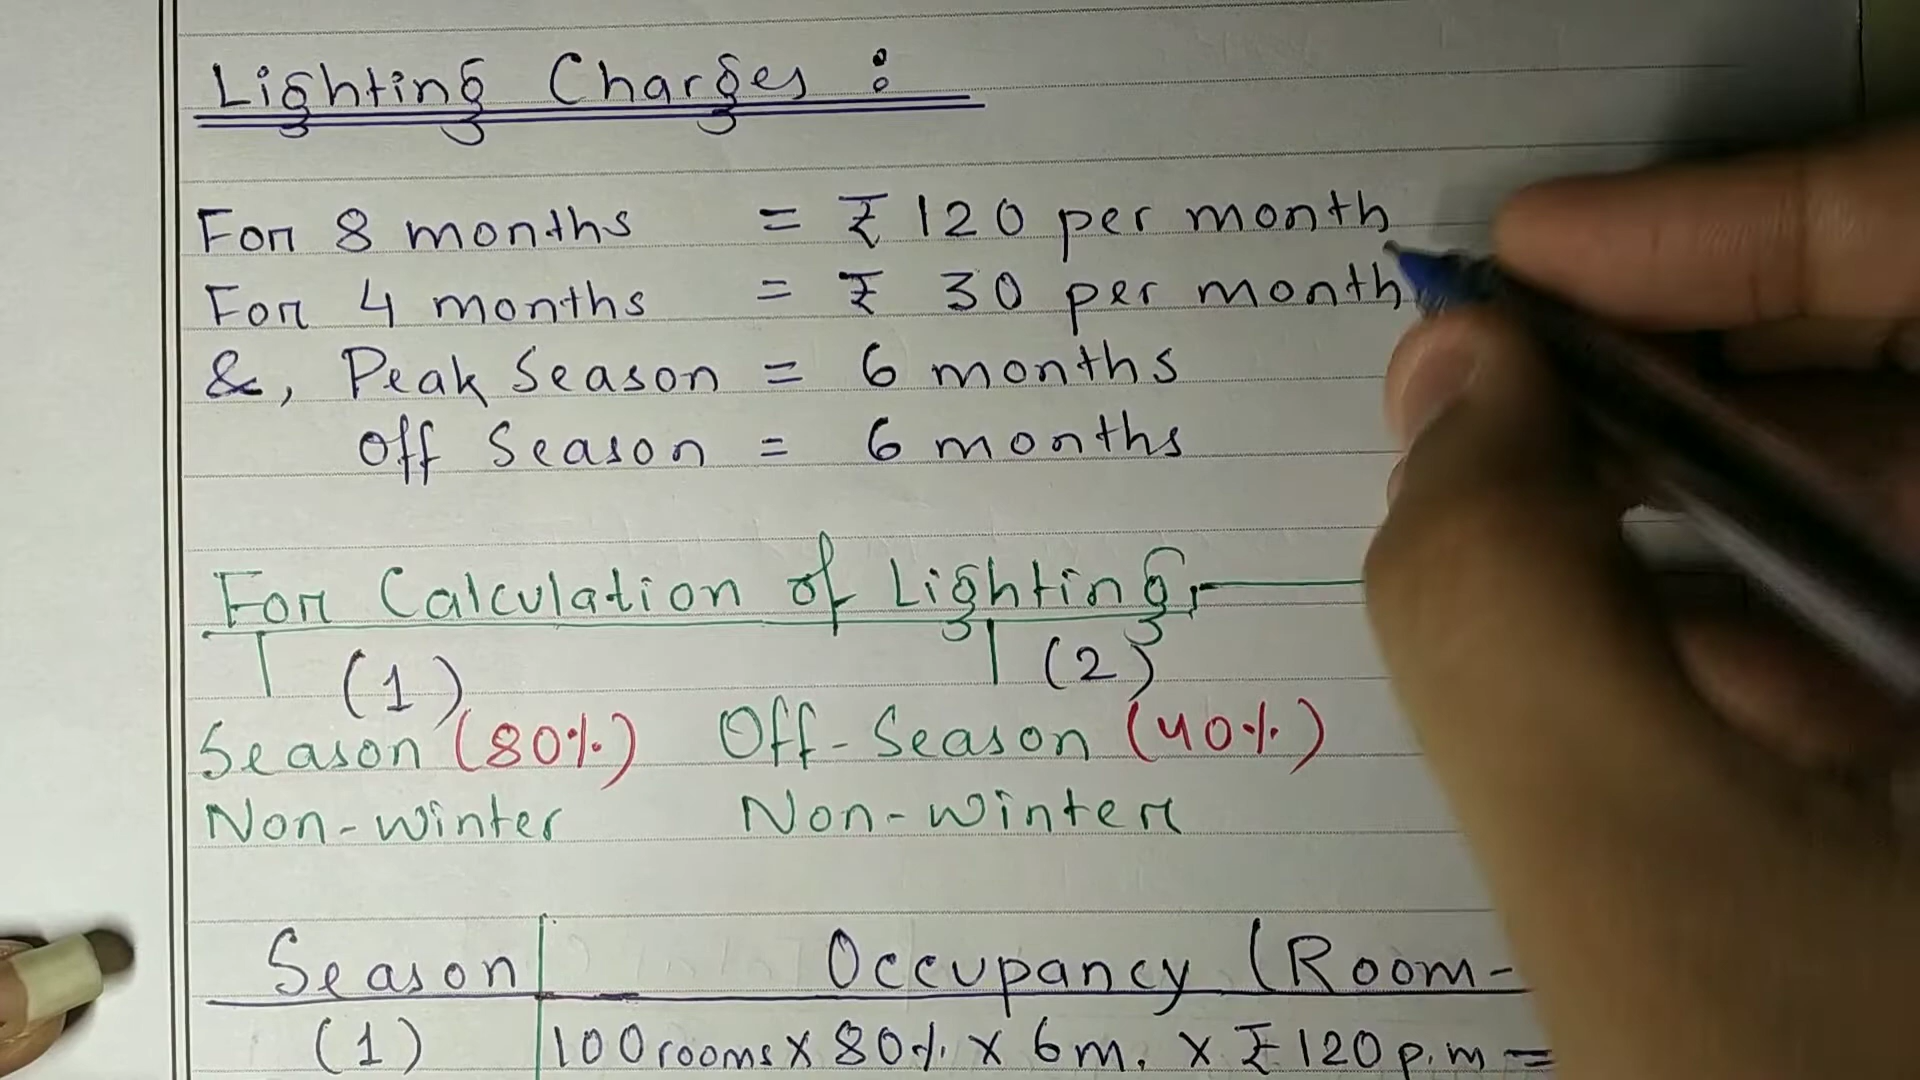 Lighting Charges :
For 8 months = ₹ 120 per month
For 4 months = ₹ 30 per month
&, Peak Season = 6 months
Off Season = 6 months
For Calculation of Lighting,
(1) (2)
Season (80%) Off-Season (40%)
Non-winter Non-winter
Season Occupancy (Room-
(1) 100 rooms x 80% x 6m. x ₹ 120 p.m =